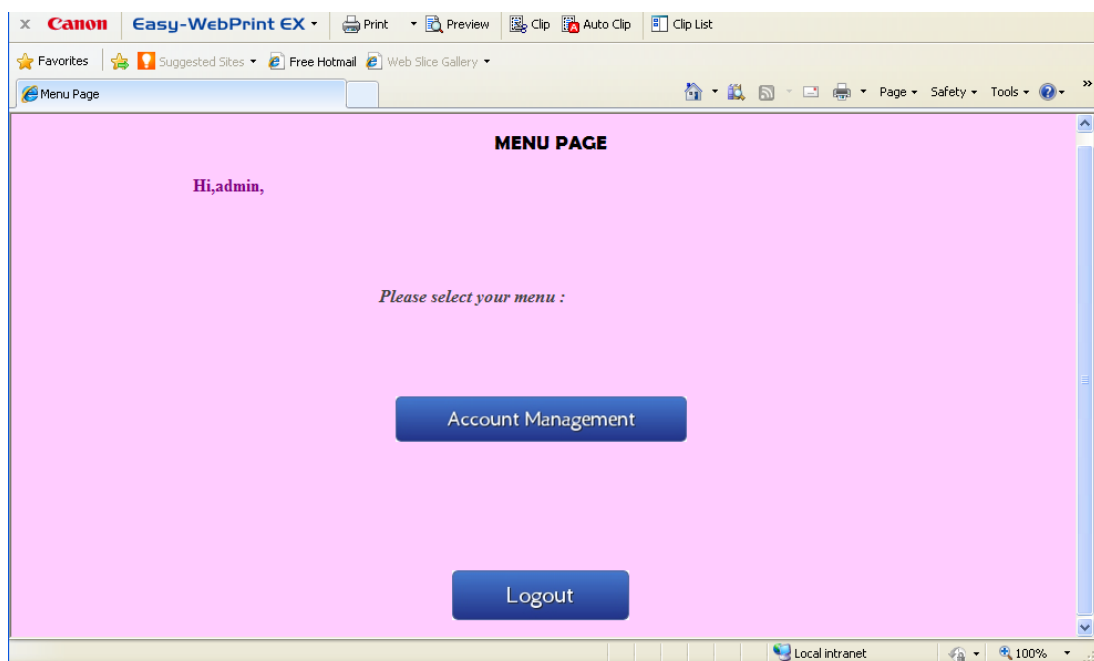 x Canon Easy-WebPrint EX Print Preview Clip Auto Clip Clip List
Favorites Suggested Sites Free Hotmail Web Slice Gallery
Menu Page Page Safety Tools »
MENU PAGE
Hi,admin,
Please select your menu :
Account Management
Logout
Local intranet 100%